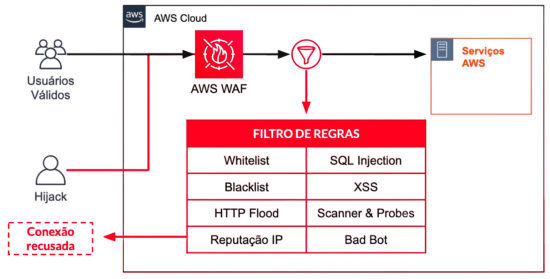 aws
AWS Cloud
Usuários
Válidos
AWS WAF
Serviços
AWS
Hijack
FILTRO DE REGRAS
Whitelist
SQL Injection
Blacklist
XSS
HTTP Flood
Scanner & Probes
Reputação IP
Bad Bot
Conexão
recusada